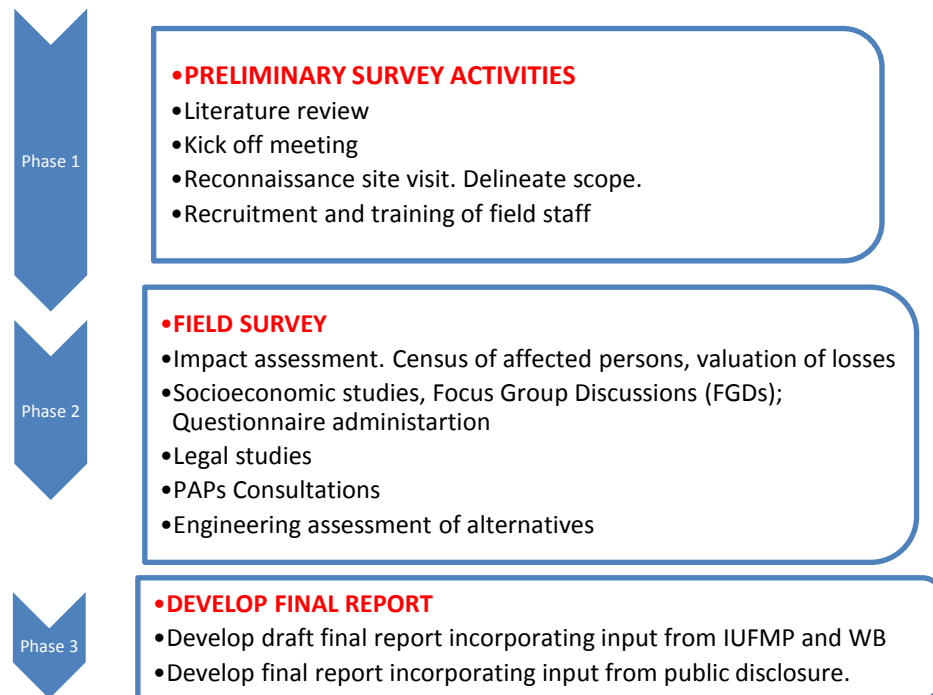 Phase 1
•PRELIMINARY SURVEY ACTIVITIES
•Literature review
•Kick off meeting
•Reconnaissance site visit. Delineate scope.
•Recruitment and training of field staff
Phase 2
•FIELD SURVEY
•Impact assessment. Census of affected persons, valuation of losses
•Socioeconomic studies, Focus Group Discussions (FGDs);
Questionnaire administartion
•Legal studies
•PAPs Consultations
•Engineering assessment of alternatives
Phase 3
•DEVELOP FINAL REPORT
•Develop draft final report incorporating input from IUFMP and WB
•Develop final report incorporating input from public disclosure.